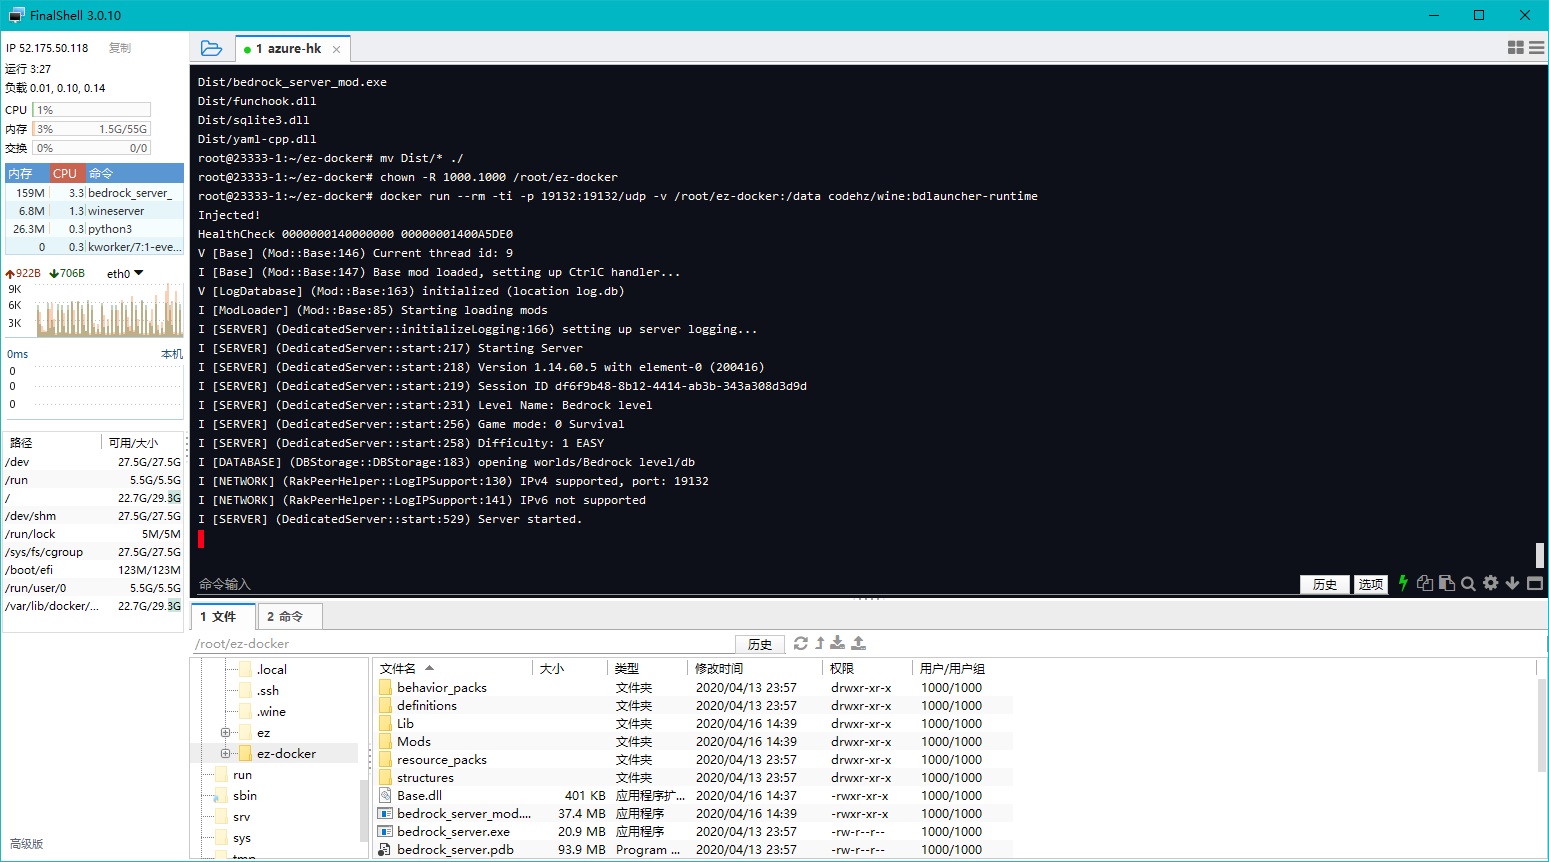 FinalShell 3.0.10
IP 52.175.50.118 复制
运行 3:27
负载 0.01, 0.10, 0.14
CPU 1%
内存 3% 1.5G/55G
交换 0% 0/0
内存 CPU 命令
159M 3.3 bedrock_server_
6.8M 1.3 wineserver
26.3M 0.3 python3
0 0.3 kworker/7:1-eve...
922B 706B eth0
9K
6K
3K
0ms 本机
0
0
0
路径 可用/大小
/dev 27.5G/27.5G
/run 5.5G/5.5G
/ 22.7G/29.3G
/dev/shm 27.5G/27.5G
/run/lock 5M/5M
/sys/fs/cgroup 27.5G/27.5G
/boot/efi 123M/123M
/run/user/0 5.5G/5.5G
/var/lib/docker/... 22.7G/29.3G
高级版
1 azure-hk
Dist/bedrock_server_mod.exe
Dist/funchook.dll
Dist/sqlite3.dll
Dist/yaml-cpp.dll
root@23333-1:~/ez-docker# mv Dist/* ./
root@23333-1:~/ez-docker# chown -R 1000.1000 /root/ez-docker
root@23333-1:~/ez-docker# docker run --rm -ti -p 19132:19132/udp -v /root/ez-docker:/data codehz/wine:bdlauncher-runtime
Injected!
HealthCheck 0000000140000000 00000001400A5DE0
V [Base] (Mod::Base:146) Current thread id: 9
I [Base] (Mod::Base:147) Base mod loaded, setting up CtrlC handler...
V [LogDatabase] (Mod::Base:163) initialized (location log.db)
I [ModLoader] (Mod::Base:85) Starting loading mods
I [SERVER] (DedicatedServer::initializeLogging:166) setting up server logging...
I [SERVER] (DedicatedServer::start:217) Starting Server
I [SERVER] (DedicatedServer::start:218) Version 1.14.60.5 with element-0 (200416)
I [SERVER] (DedicatedServer::start:219) Session ID df6f9b48-8b12-4414-ab3b-343a308d3d9d
I [SERVER] (DedicatedServer::start:231) Level Name: Bedrock level
I [SERVER] (DedicatedServer::start:256) Game mode: 0 Survival
I [SERVER] (DedicatedServer::start:258) Difficulty: 1 EASY
I [DATABASE] (DBStorage::DBStorage:183) opening worlds/Bedrock level/db
I [NETWORK] (RakPeerHelper::LogIPSupport:130) IPv4 supported, port: 19132
I [NETWORK] (RakPeerHelper::LogIPSupport:141) IPv6 not supported
I [SERVER] (DedicatedServer::start:529) Server started.
命令输入 历史 选项
1 文件 2 命令
/root/ez-docker 历史
.local
.ssh
.wine
ez
ez-docker
run
sbin
srv
sys
tmp
文件名 大小 类型 修改时间 权限 用户/用户组
behavior_packs 文件夹 2020/04/13 23:57 drwxr-xr-x 1000/1000
definitions 文件夹 2020/04/13 23:57 drwxr-xr-x 1000/1000
Lib 文件夹 2020/04/16 14:39 drwxr-xr-x 1000/1000
Mods 文件夹 2020/04/16 14:39 drwxr-xr-x 1000/1000
resource_packs 文件夹 2020/04/13 23:57 drwxr-xr-x 1000/1000
structures 文件夹 2020/04/13 23:57 drwxr-xr-x 1000/1000
Base.dll 401 KB 应用程序扩... 2020/04/16 14:37 -rwxr-xr-x 1000/1000
bedrock_server_mod.... 37.4 MB 应用程序 2020/04/16 14:39 -rwxr-xr-x 1000/1000
bedrock_server.exe 20.9 MB 应用程序 2020/04/13 23:57 -rw-r--r-- 1000/1000
bedrock_server.pdb 93.9 MB Program ... 2020/04/13 23:57 -rw-r--r-- 1000/1000